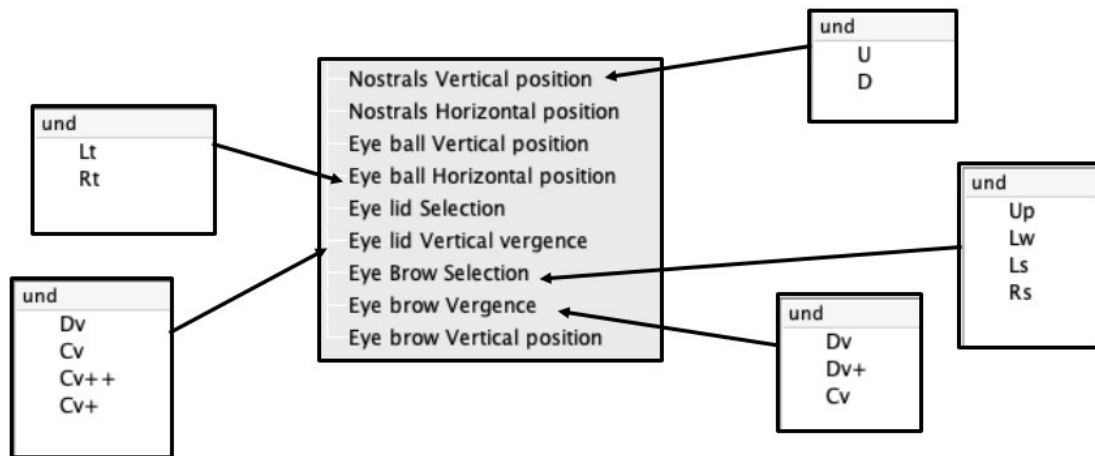 und
U
D
Nostrals Vertical position
Nostrals Horizontal position
Eye ball Vertical position
Eye ball Horizontal position
Eye lid Selection
Eye lid Vertical vergence
Eye Brow Selection
Eye brow Vergence
Eye brow Vertical position
und
Lt
Rt
und
Up
Lw
Ls
Rs
und
Dv
Cv
Cv++
Cv+
und
Dv
Dv+
Cv